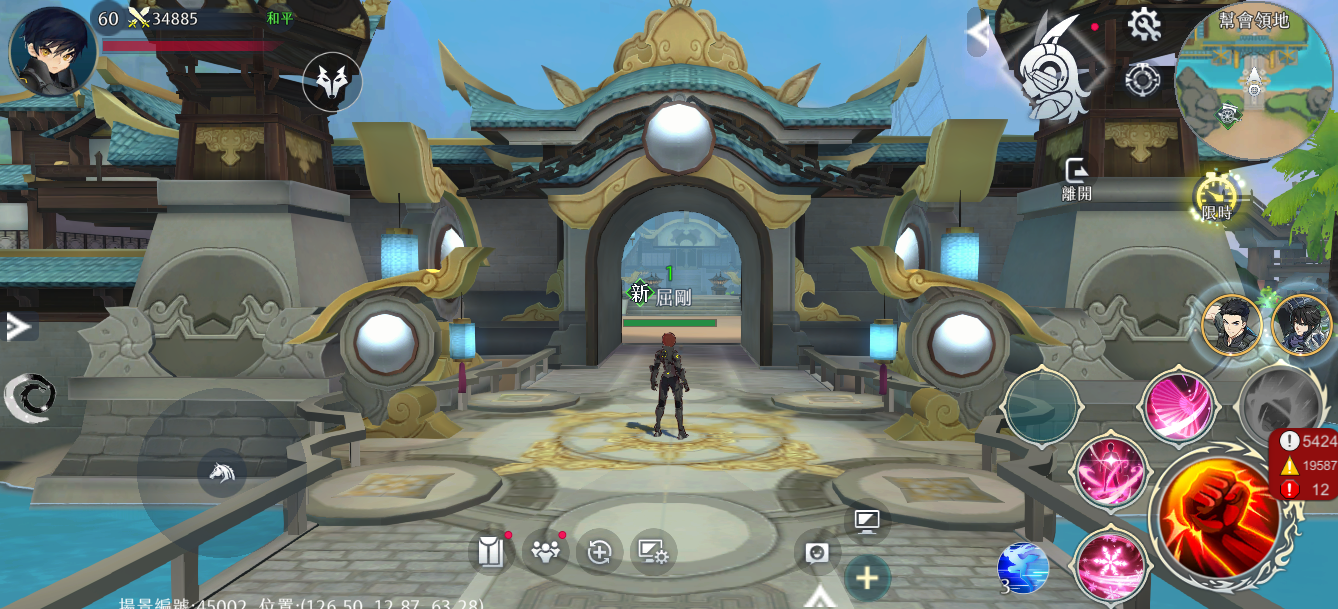 60 34885 和平
幫會領地
離開
限時
1
新 屈剛
5424
19587
12
3
場景編號:45002 位置:(126.50, 12.87, 63.28)